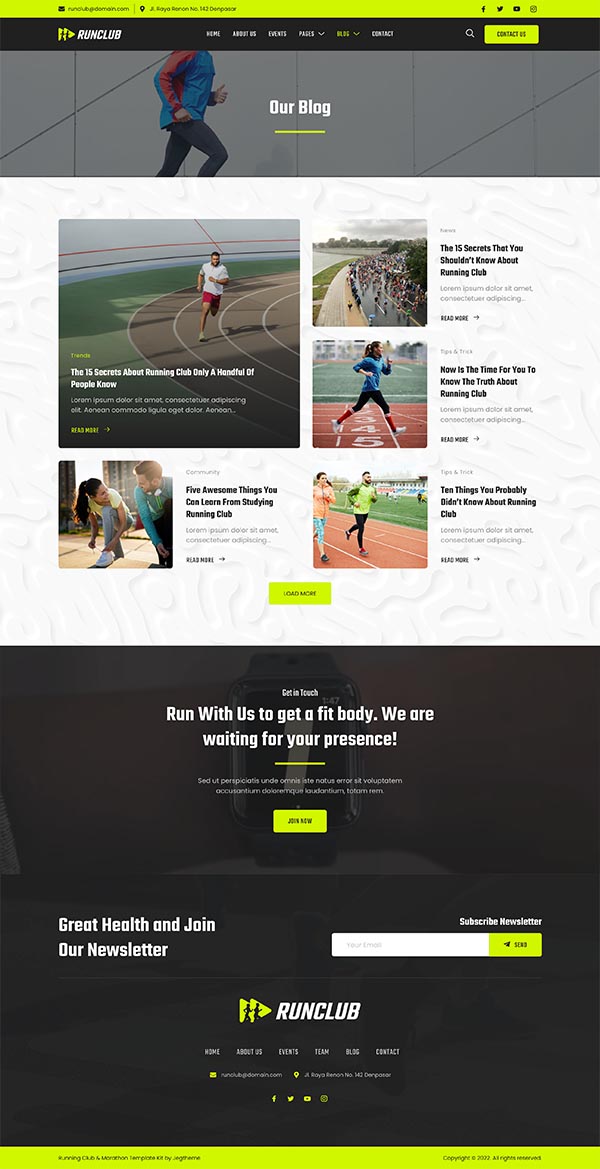 runclub@domain.com
Jl. Raya Renon No. 142 Denpasar
RUNCLUB
HOME
ABOUT US
EVENTS
PAGES
BLOG
CONTACT
CONTACT US
Our Blog
Trends
The 15 Secrets About Running Club Only A Handful Of
People Know
Lorem ipsum dolor sit amet, consectetuer adipiscing
elit. Aenean commodo ligula eget dolor. Aenean...
READ MORE
News
The 15 Secrets That You
Shouldn't Know About
Running Club
Lorem ipsum dolor sit amet,
consectetuer adipiscing...
READ MORE
345
Tips & Trick
Now Is The Time For You To
Know The Truth About
Running Club
Lorem ipsum dolor sit amet,
consectetuer adipiscing...
READ MORE
Community
Five Awesome Things You
Can Learn From Studying
Running Club
Lorem ipsum dolor sit amet,
consectetuer adipiscing...
READ MORE
Tips & Trick
Ten Things You Probably
Didn't Know About Running
Club
Lorem ipsum dolor sit amet,
consectetuer adipiscing...
READ MORE
LOAD MORE
1:47
Get in Touch
Run With Us to get a fit body. We are
waiting for your presence!
Sed ut perspiciatis unde omnis iste natus error sit voluptatem
accusantium doloremque laudantium, totam rem.
JOIN NOW
Great Health and Join
Our Newsletter
Subscribe Newsletter
Your Email
SEND
RUNCLUB
HOME
ABOUT US
EVENTS
TEAM
BLOG
CONTACT
runclub@domain.com
Jl. Raya Renon No. 142 Denpasar
Running Club & Marathon Template Kit by Jegtheme
Copyright © 2022. All rights reserved.